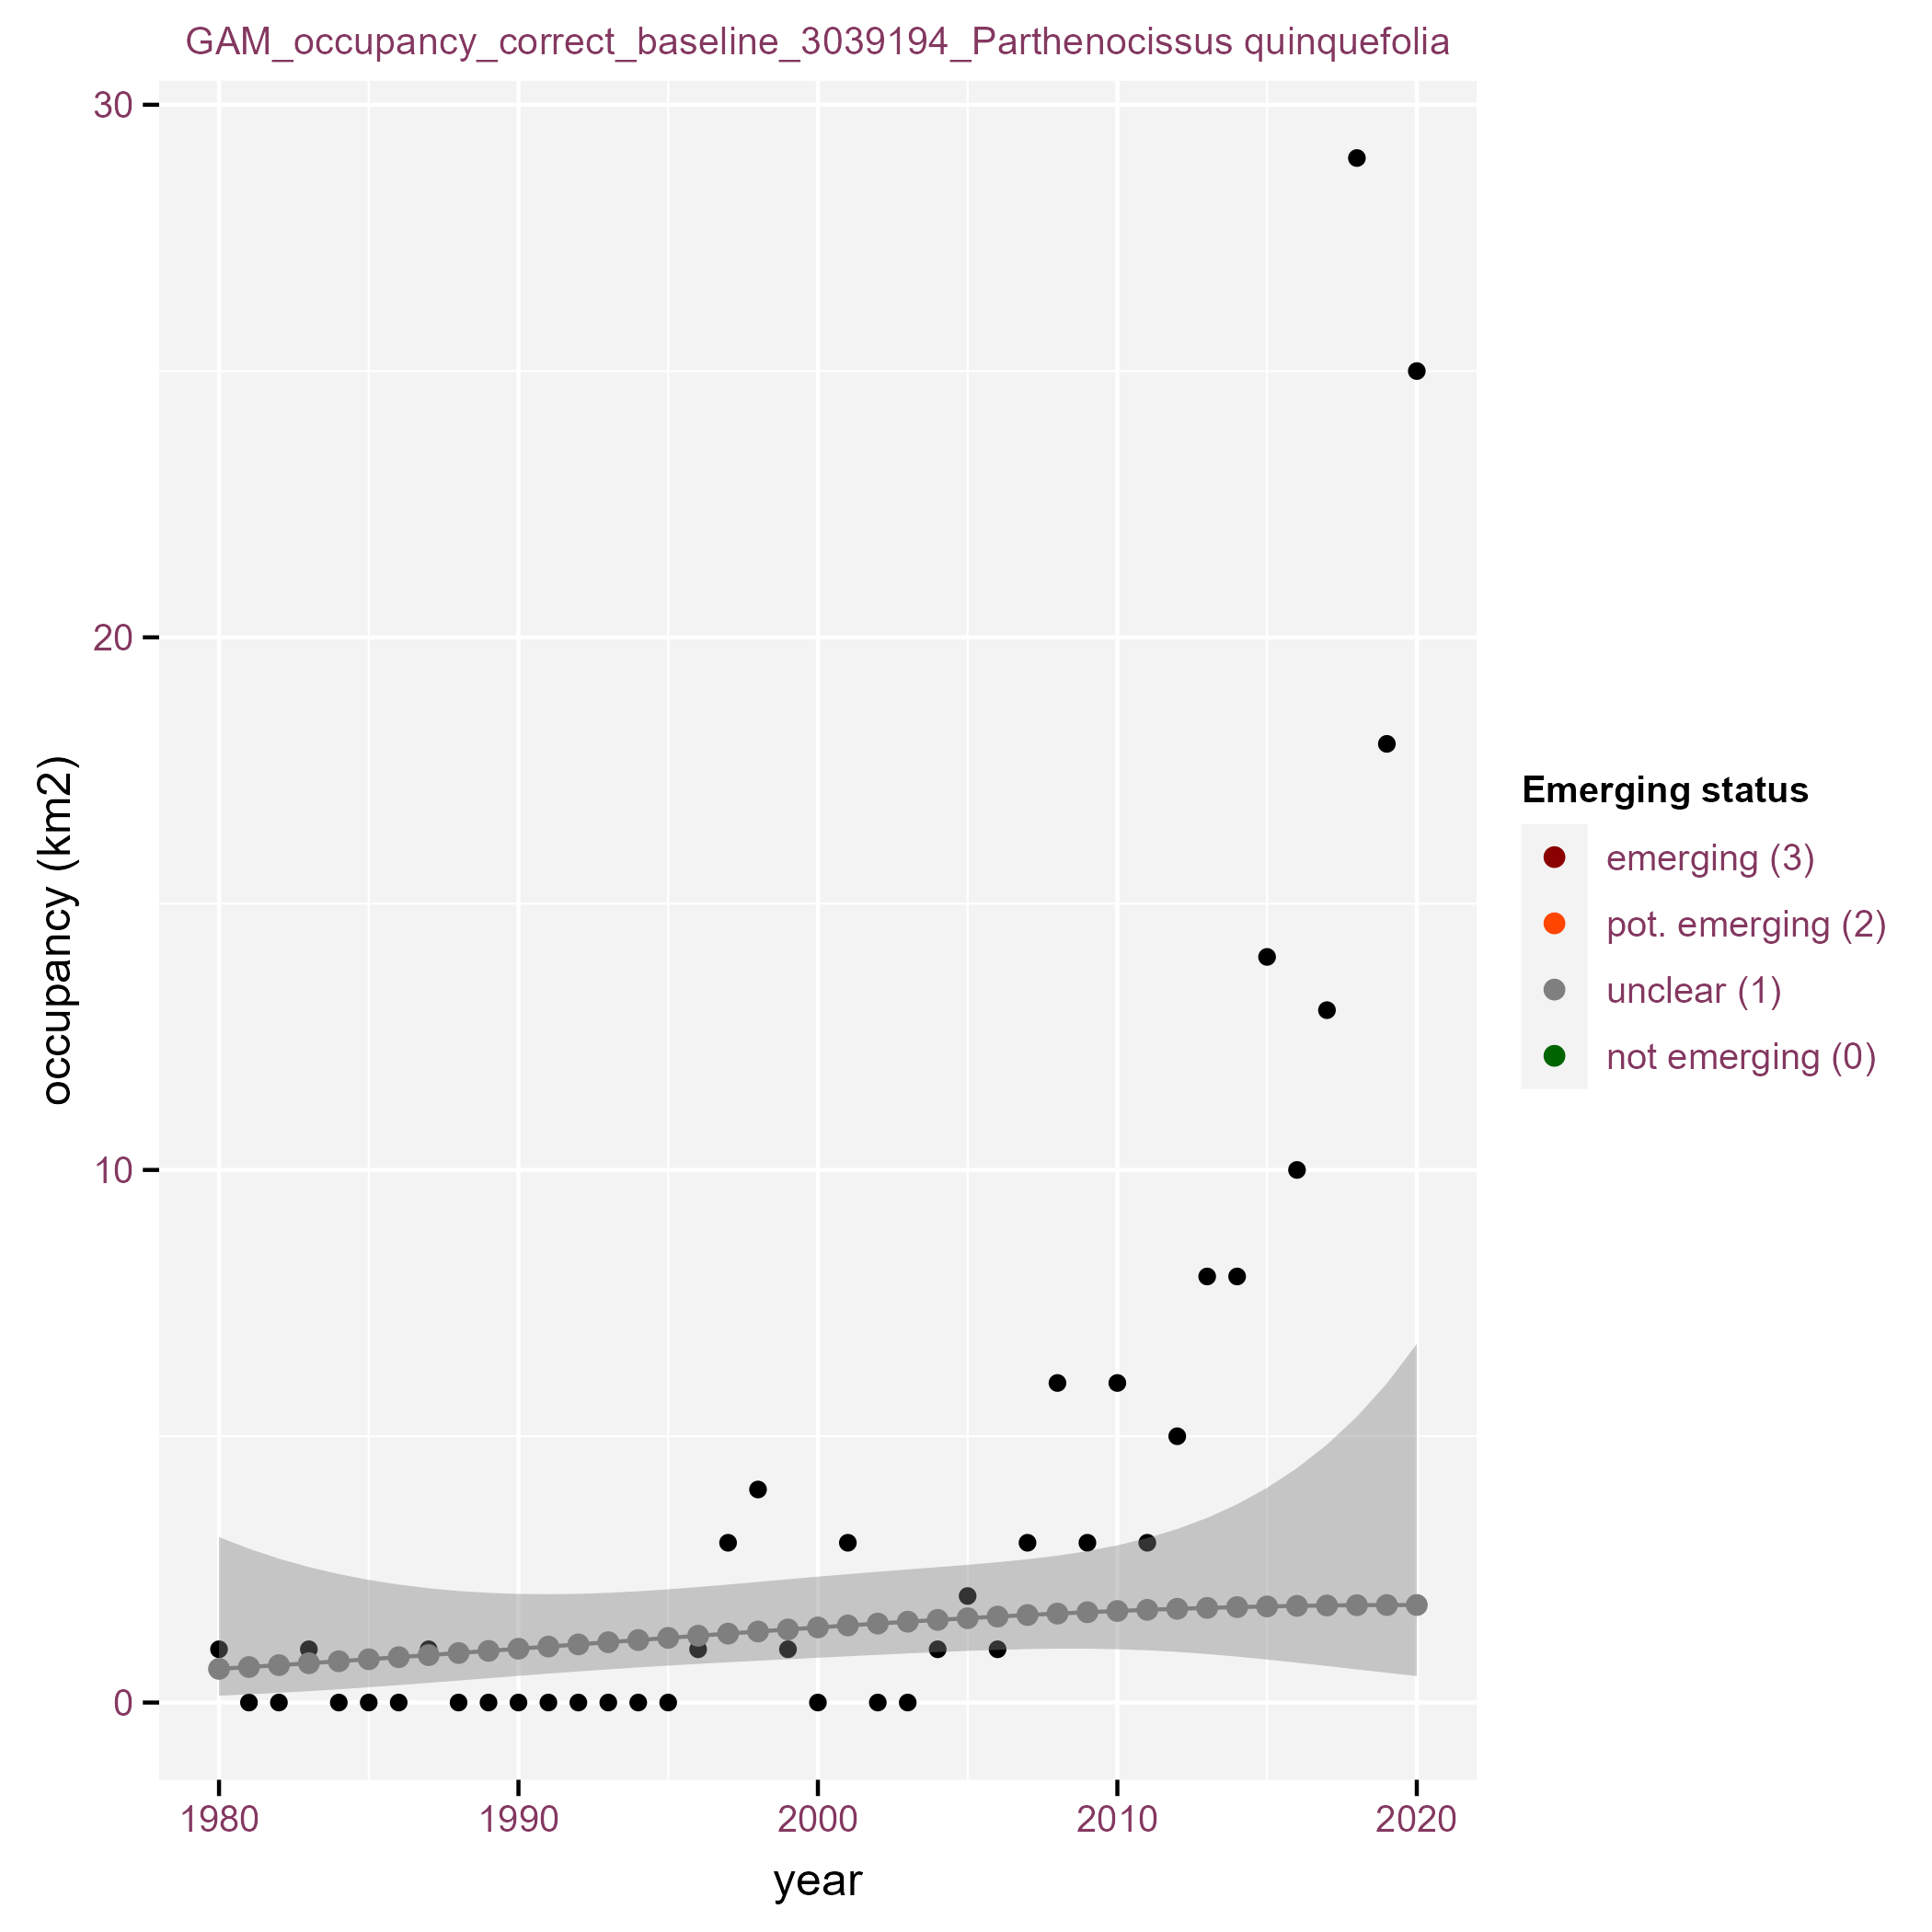 GAM_occupancy_correct_baseline_3039194_Parthenocissus quinquefolia
30
20
10
0
occupancy (km2)
1980 1990 2000 2010 2020
year
Emerging status
emerging (3)
pot. emerging (2)
unclear (1)
not emerging (0)